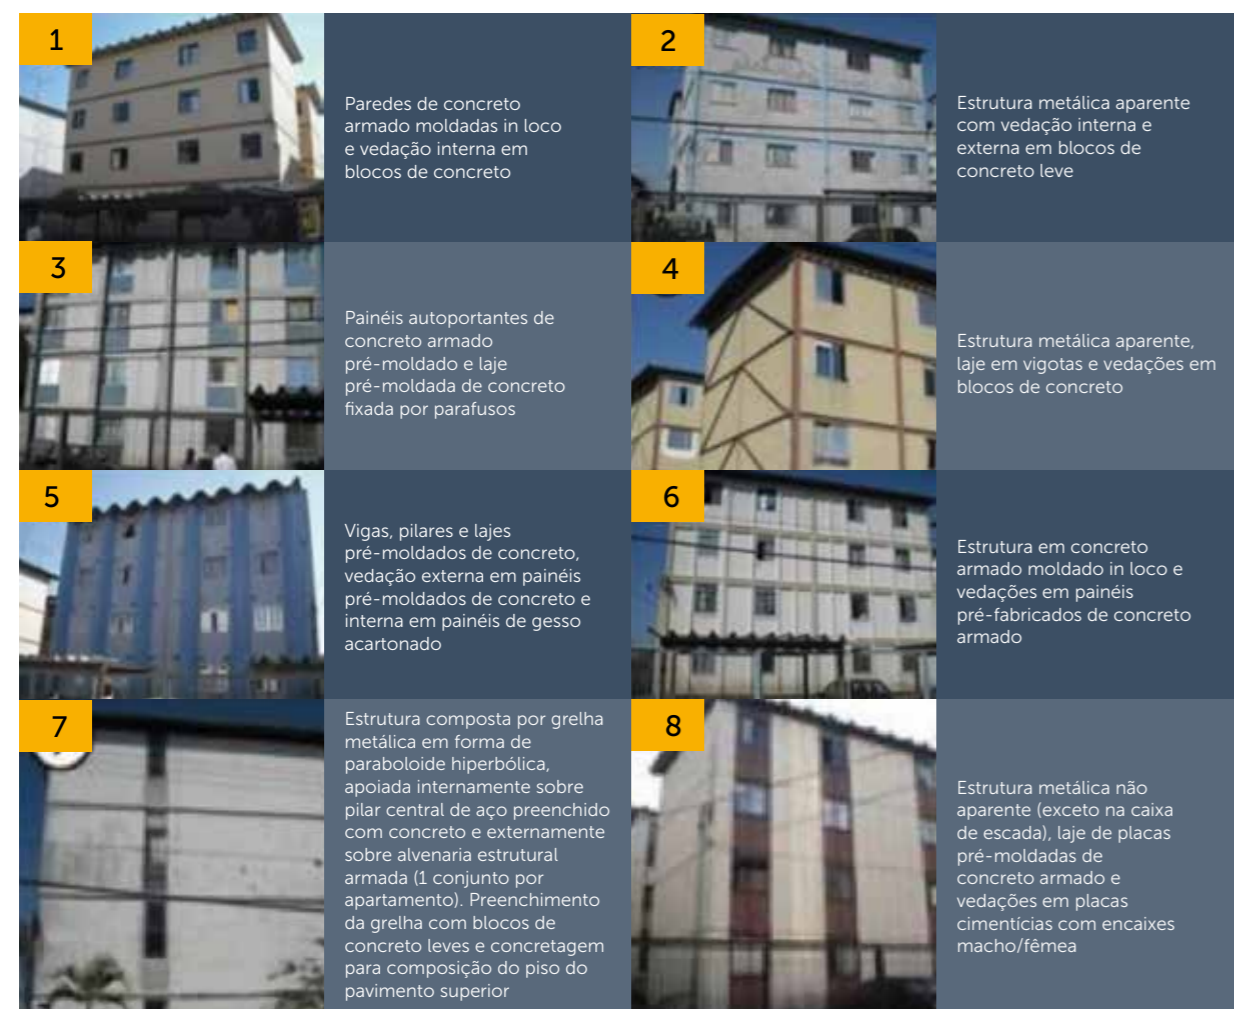 1
Paredes de concreto
armado moldadas in loco
e vedação interna em
blocos de concreto
2
Estrutura metálica aparente
com vedação interna e
externa em blocos de
concreto leve
3
Painéis autoportantes de
concreto armado
pré-moldado e laje
pré-moldada de concreto
fixada por parafusos
4
Estrutura metálica aparente,
laje em vigotas e vedações em
blocos de concreto
5
Vigas, pilares e lajes
pré-moldados de concreto,
vedação externa em painéis
pré-moldados de concreto e
interna em painéis de gesso
acartonado
6
Estrutura em concreto
armado moldado in loco e
vedações em painéis
pré-fabricados de concreto
armado
7
Estrutura composta por grelha
metálica em forma de
paraboloide hiperbólica,
apoiada internamente sobre
pilar central de aço preenchido
com concreto e externamente
sobre alvenaria estrutural
armada (1 conjunto por
apartamento). Preenchimento
da grelha com blocos de
concreto leves e concretagem
para composição do piso do
pavimento superior
8
Estrutura metálica não
aparente (exceto na caixa
de escada), laje de placas
pré-moldadas de
concreto armado e
vedações em placas
cimentícias com encaixes
macho/fêmea